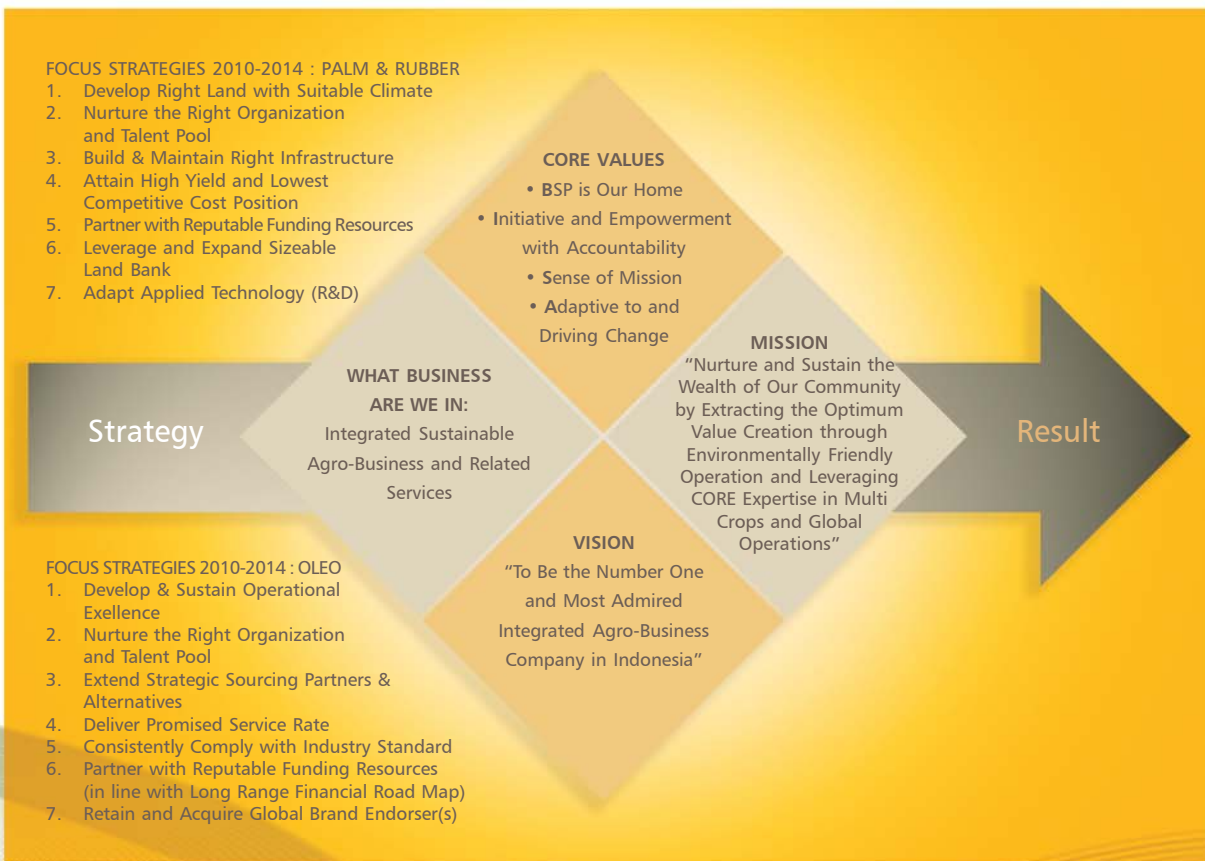 FOCUS STRATEGIES 2010-2014 : PALM & RUBBER
1. Develop Right Land with Suitable Climate
2. Nurture the Right Organization
and Talent Pool
3. Build & Maintain Right Infrastructure
4. Attain High Yield and Lowest
Competitive Cost Position
5. Partner with Reputable Funding Resources
6. Leverage and Expand Sizeable
Land Bank
7. Adapt Applied Technology (R&D)
CORE VALUES
• BSP is Our Home
• Initiative and Empowerment
with Accountability
• Sense of Mission
• Adaptive to and
Driving Change
Strategy
WHAT BUSINESS
ARE WE IN:
Integrated Sustainable
Agro-Business and Related
Services
MISSION
“Nurture and Sustain the
Wealth of Our Community
by Extracting the Optimum
Value Creation through
Environmentally Friendly
Operation and Leveraging
CORE Expertise in Multi
Crops and Global
Operations”
Result
VISION
“To Be the Number One
and Most Admired
Integrated Agro-Business
Company in Indonesia”
FOCUS STRATEGIES 2010-2014 : OLEO
1. Develop & Sustain Operational
Exellence
2. Nurture the Right Organization
and Talent Pool
3. Extend Strategic Sourcing Partners &
Alternatives
4. Deliver Promised Service Rate
5. Consistently Comply with Industry Standard
6. Partner with Reputable Funding Resources
(in line with Long Range Financial Road Map)
7. Retain and Acquire Global Brand Endorser(s)